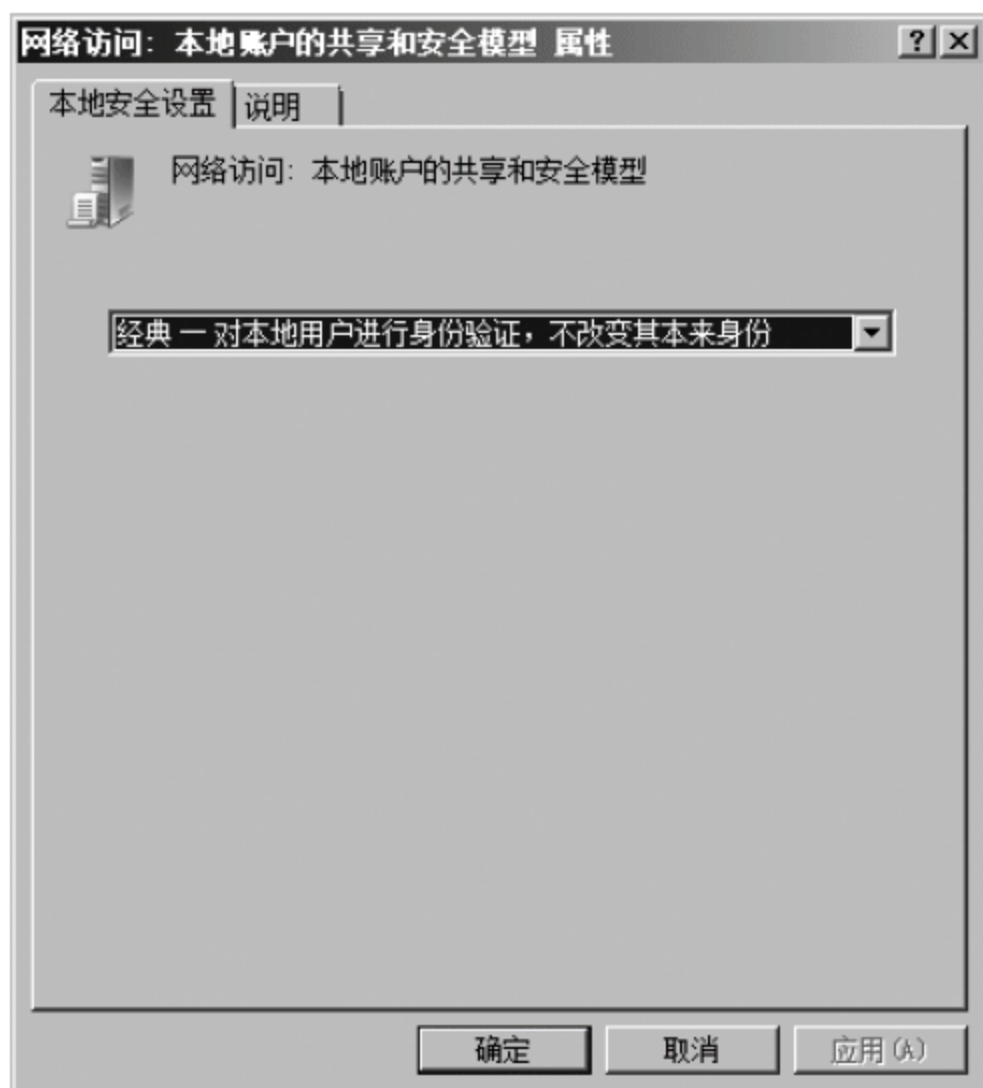 网络访问: 本地账户的共享和安全模型 属性
本地安全设置 说明
网络访问: 本地账户的共享和安全模型
经典 — 对本地用户进行身份验证，不改变其本来身份
确定 取消 应用(A)